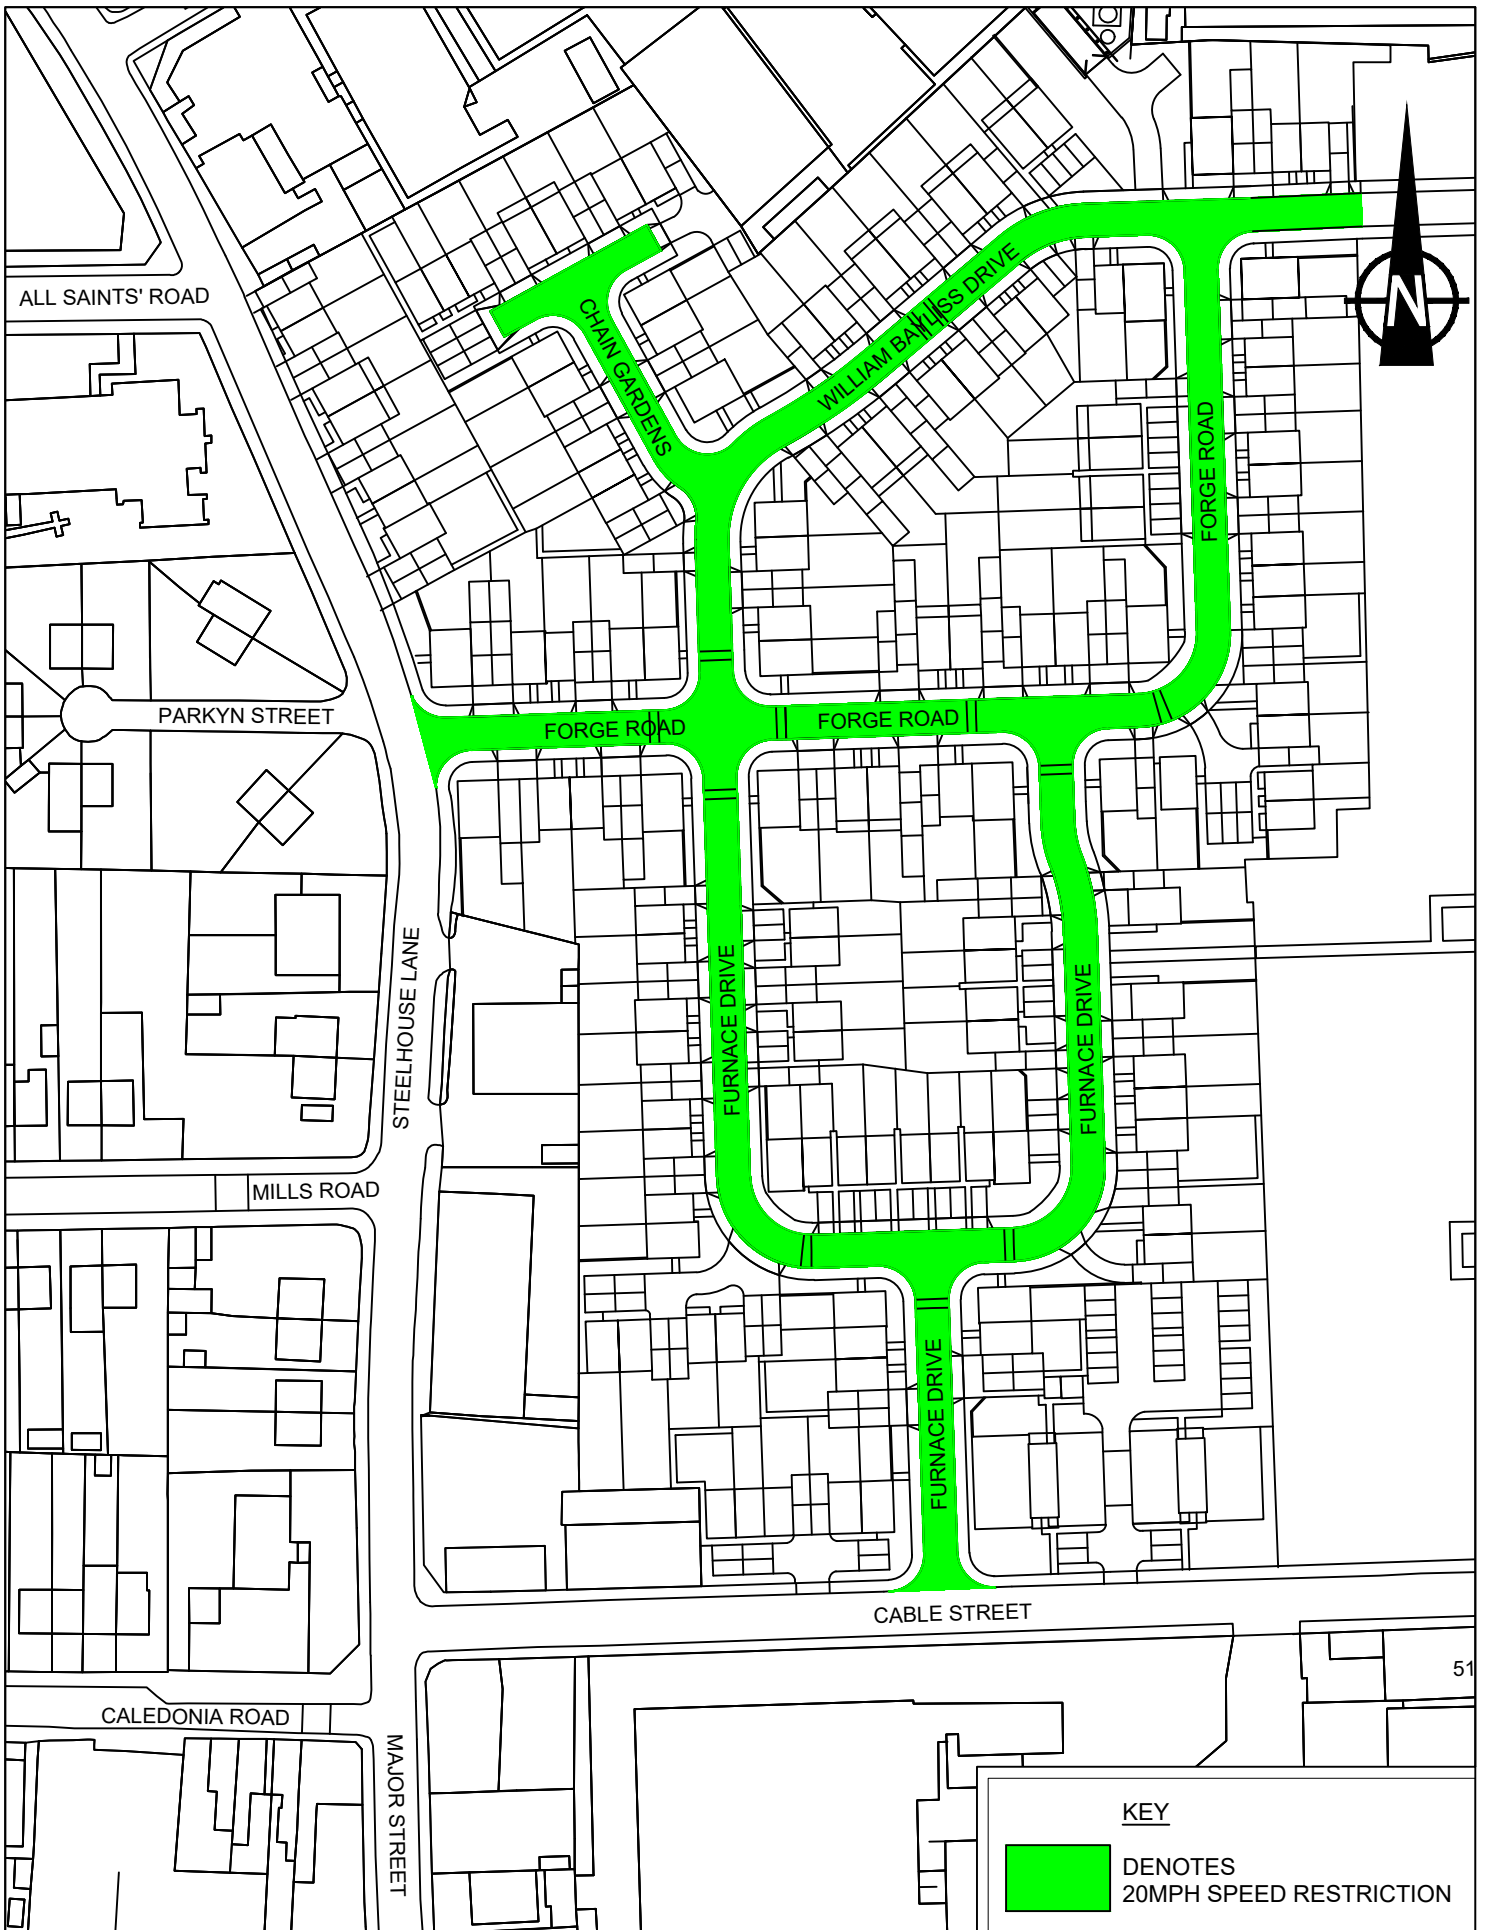 ALL SAINTS' ROAD
CHAIN GARDENS
WILLIAM BAYLISS DRIVE
N
FORGE ROAD
PARKYN STREET
FORGE ROAD
FORGE ROAD
STEELHOUSE LANE
FURNACE DRIVE
FURNACE DRIVE
MILLS ROAD
FURNACE DRIVE
CABLE STREET
51
CALEDONIA ROAD
MAJOR STREET
KEY
DENOTES
20MPH SPEED RESTRICTION